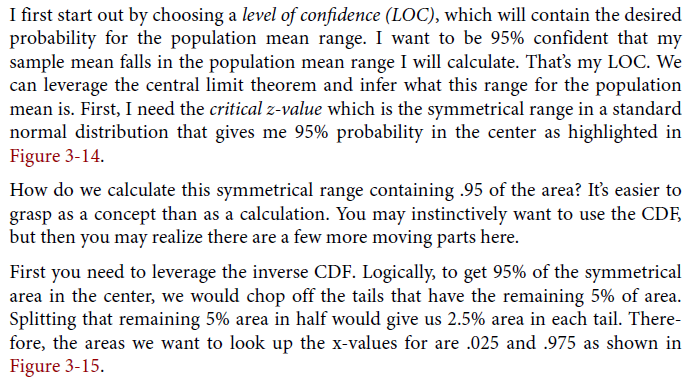 I first start out by choosing a level of confidence (LOC), which will contain the desired
probability for the population mean range. I want to be 95% confident that my
sample mean falls in the population mean range I will calculate. That's my LOC. We
can leverage the central limit theorem and infer what this range for the population
mean is. First, I need the critical z-value which is the symmetrical range in a standard
normal distribution that gives me 95% probability in the center as highlighted in
Figure 3-14.
How do we calculate this symmetrical range containing .95 of the area? It's easier to
grasp as a concept than as a calculation. You may instinctively want to use the CDF,
but then you may realize there are a few more moving parts here.
First you need to leverage the inverse CDF. Logically, to get 95% of the symmetrical
area in the center, we would chop off the tails that have the remaining 5% of area.
Splitting that remaining 5% area in half would give us 2.5% area in each tail. There-
fore, the areas we want to look up the x-values for are .025 and .975 as shown in
Figure 3-15.